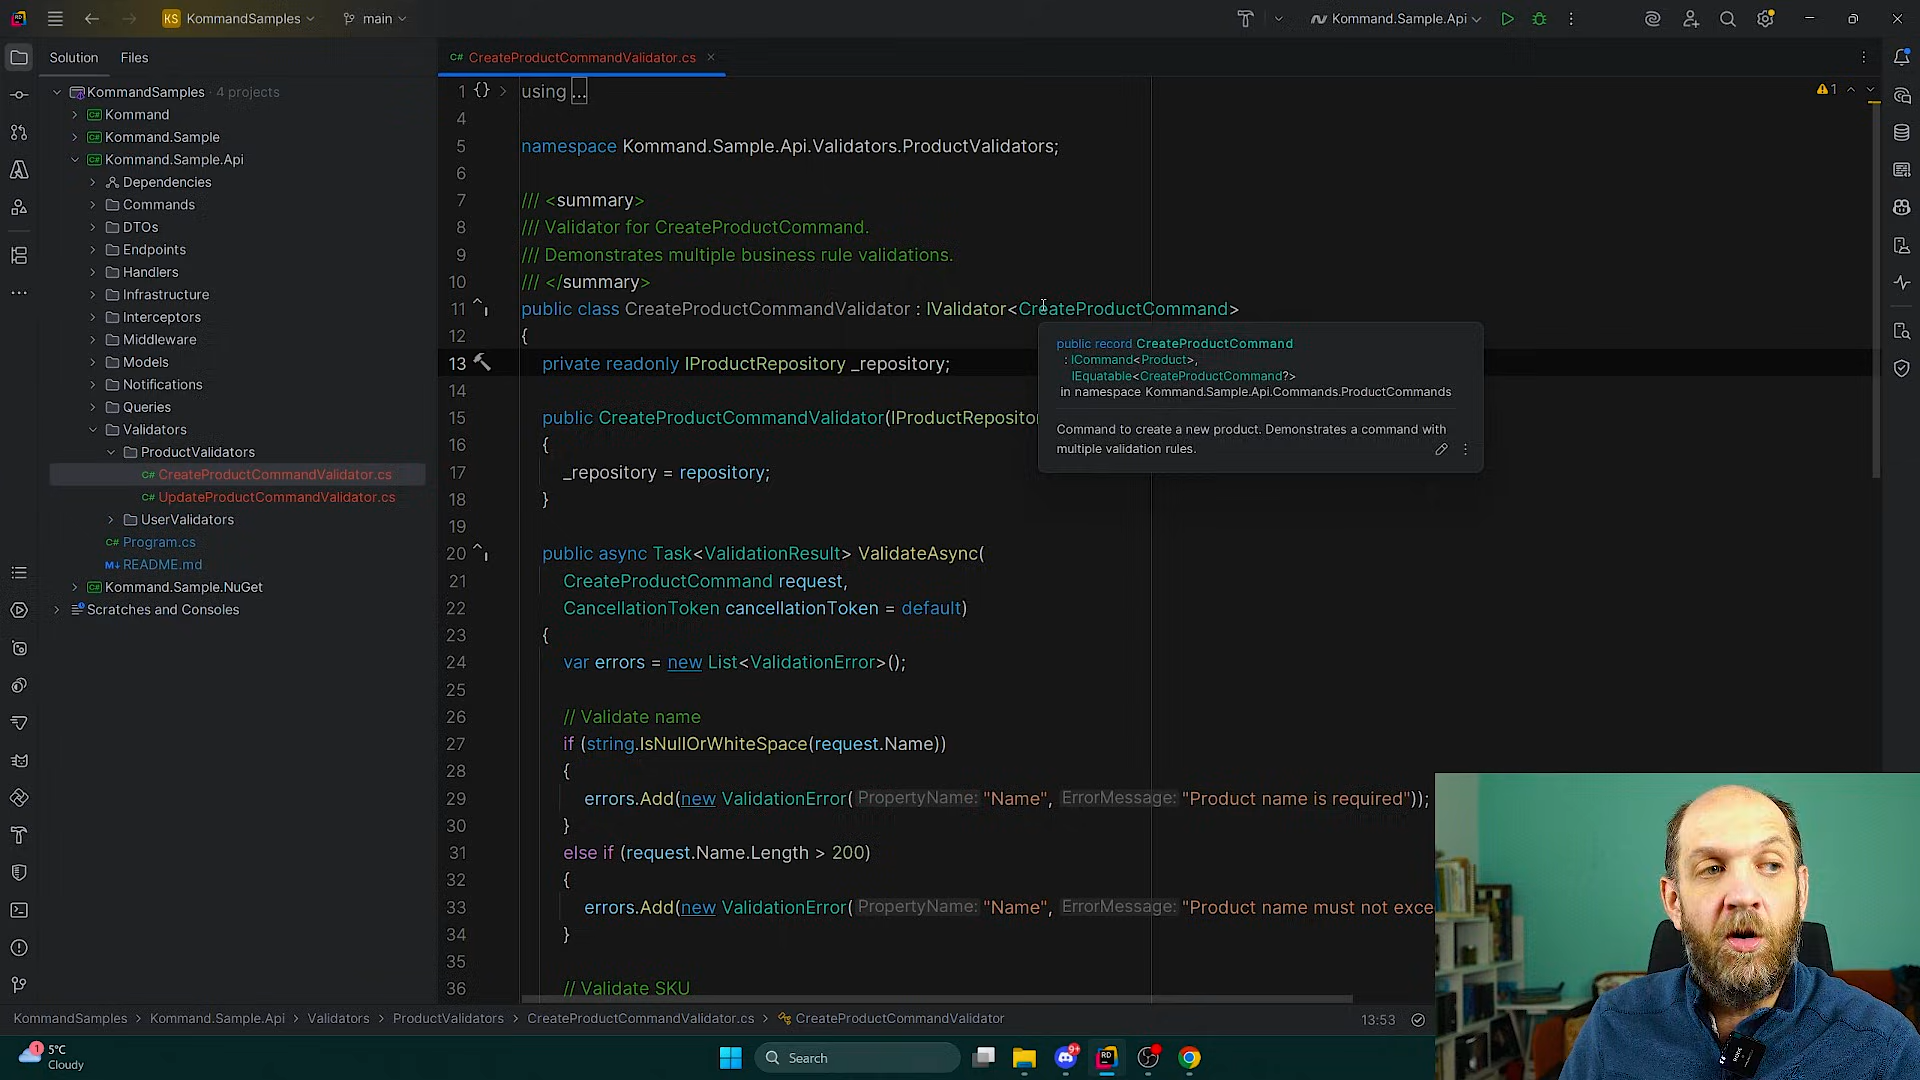 KS KommandSamples
main
Kommand.Sample.Api
Solution
Files
C# CreateProductCommandValidator.cs
KommandSamples · 4 projects
Kommand
Kommand.Sample
Kommand.Sample.Api
Dependencies
Commands
DTOs
Endpoints
Handlers
Infrastructure
Interceptors
Middleware
Models
Notifications
Queries
Validators
ProductValidators
C# CreateProductCommandValidator.cs
C# UpdateProductCommandValidator.cs
UserValidators
C# Program.cs
M↓ README.md
Kommand.Sample.NuGet
Scratches and Consoles
1 {} > using ...
1
4
5 namespace Kommand.Sample.Api.Validators.ProductValidators;
6
7 /// <summary>
8 /// Validator for CreateProductCommand.
9 /// Demonstrates multiple business rule validations.
10 /// </summary>
11 public class CreateProductCommandValidator : IValidator<CreateProductCommand>
12 {
13 private readonly IProductRepository _repository;
14
15 public CreateProductCommandValidator(IProductRepositor
16 {
17 _repository = repository;
18 }
19
20 public async Task<ValidationResult> ValidateAsync(
21 CreateProductCommand request,
22 CancellationToken cancellationToken = default)
23 {
24 var errors = new List<ValidationError>();
25
26 // Validate name
27 if (string.IsNullOrWhiteSpace(request.Name))
28 {
29 errors.Add(new ValidationError(PropertyName: "Name", ErrorMessage: "Product name is required"));
30 }
31 else if (request.Name.Length > 200)
32 {
33 errors.Add(new ValidationError(PropertyName: "Name", ErrorMessage: "Product name must not exce
34 }
35
36 // Validate SKU
public record CreateProductCommand
: ICommand<Product>,
IEquatable<CreateProductCommand?>
in namespace Kommand.Sample.Api.Commands.ProductCommands
Command to create a new product. Demonstrates a command with
multiple validation rules.
KommandSamples > Kommand.Sample.Api > Validators > ProductValidators > C# CreateProductCommandValidator.cs > CreateProductCommandValidator
13:53
1
5°C
Cloudy
Search
9+
RD